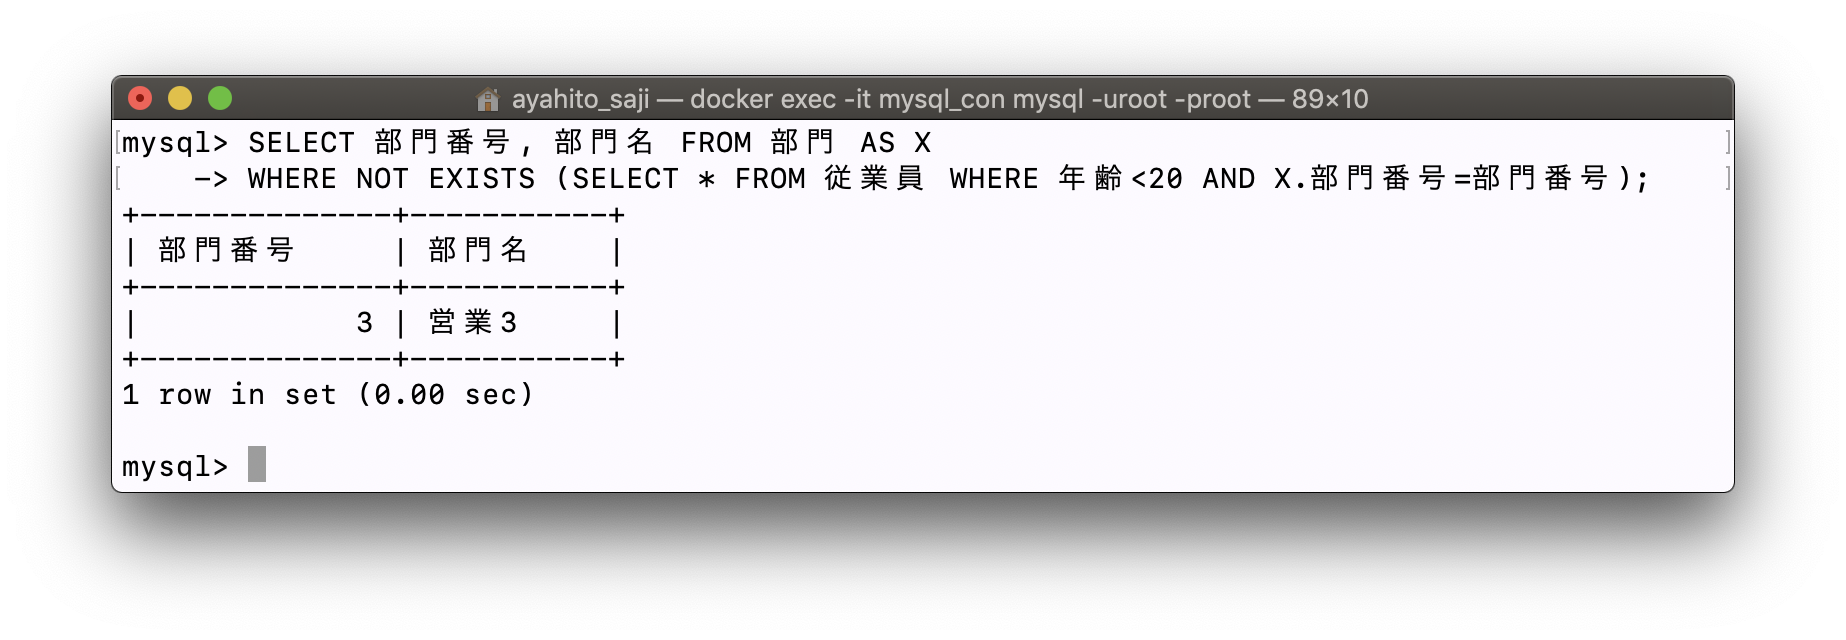 ayahito_saji — docker exec -it mysql_con mysql -uroot -proot — 89×10
mysql> SELECT 部門番号, 部門名 FROM 部門 AS X
    -> WHERE NOT EXISTS (SELECT * FROM 従業員 WHERE 年齢<20 AND X.部門番号=部門番号);
+--------------+-----------+
| 部門番号     | 部門名    |
+--------------+-----------+
|            3 | 営業3     |
+--------------+-----------+
1 row in set (0.00 sec)
mysql>